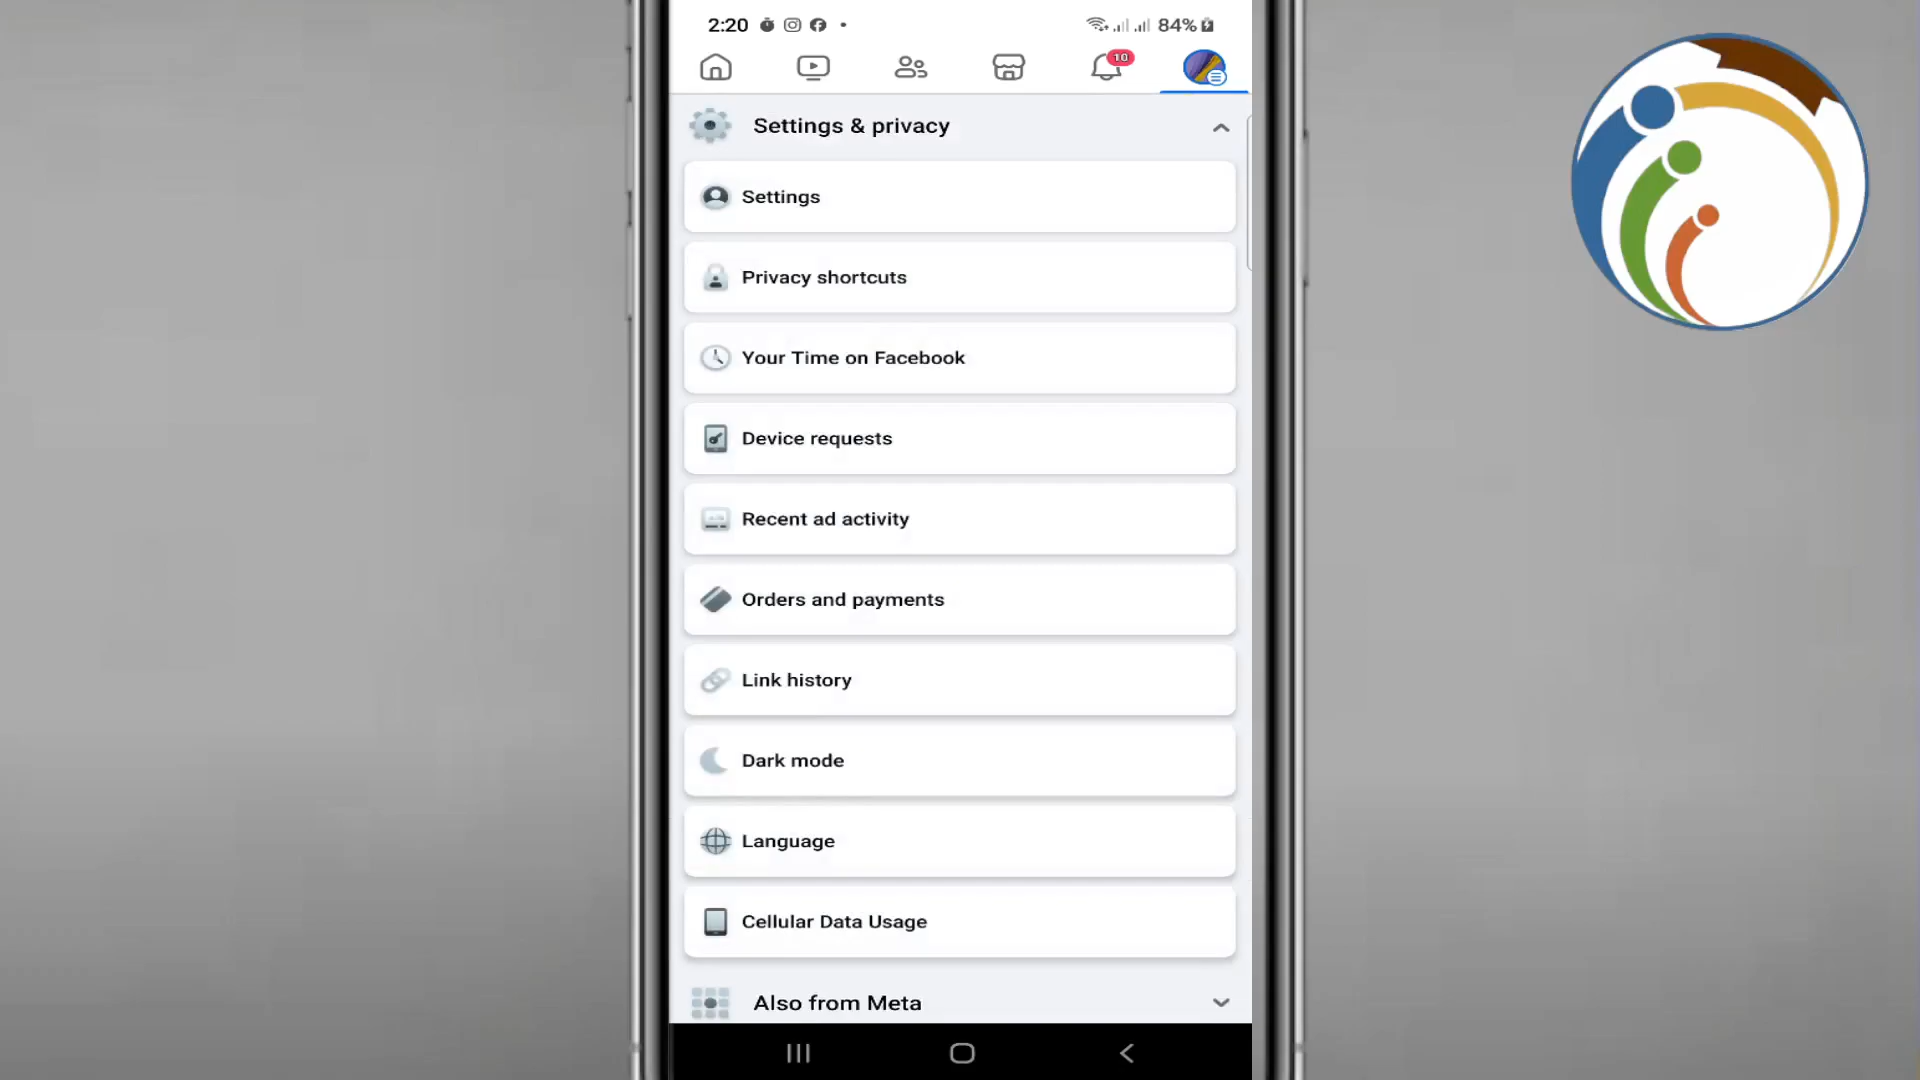 2:20
84%
10
Settings & privacy
Settings
Privacy shortcuts
Your Time on Facebook
Device requests
Recent ad activity
Orders and payments
Link history
Dark mode
Language
Cellular Data Usage
Also from Meta